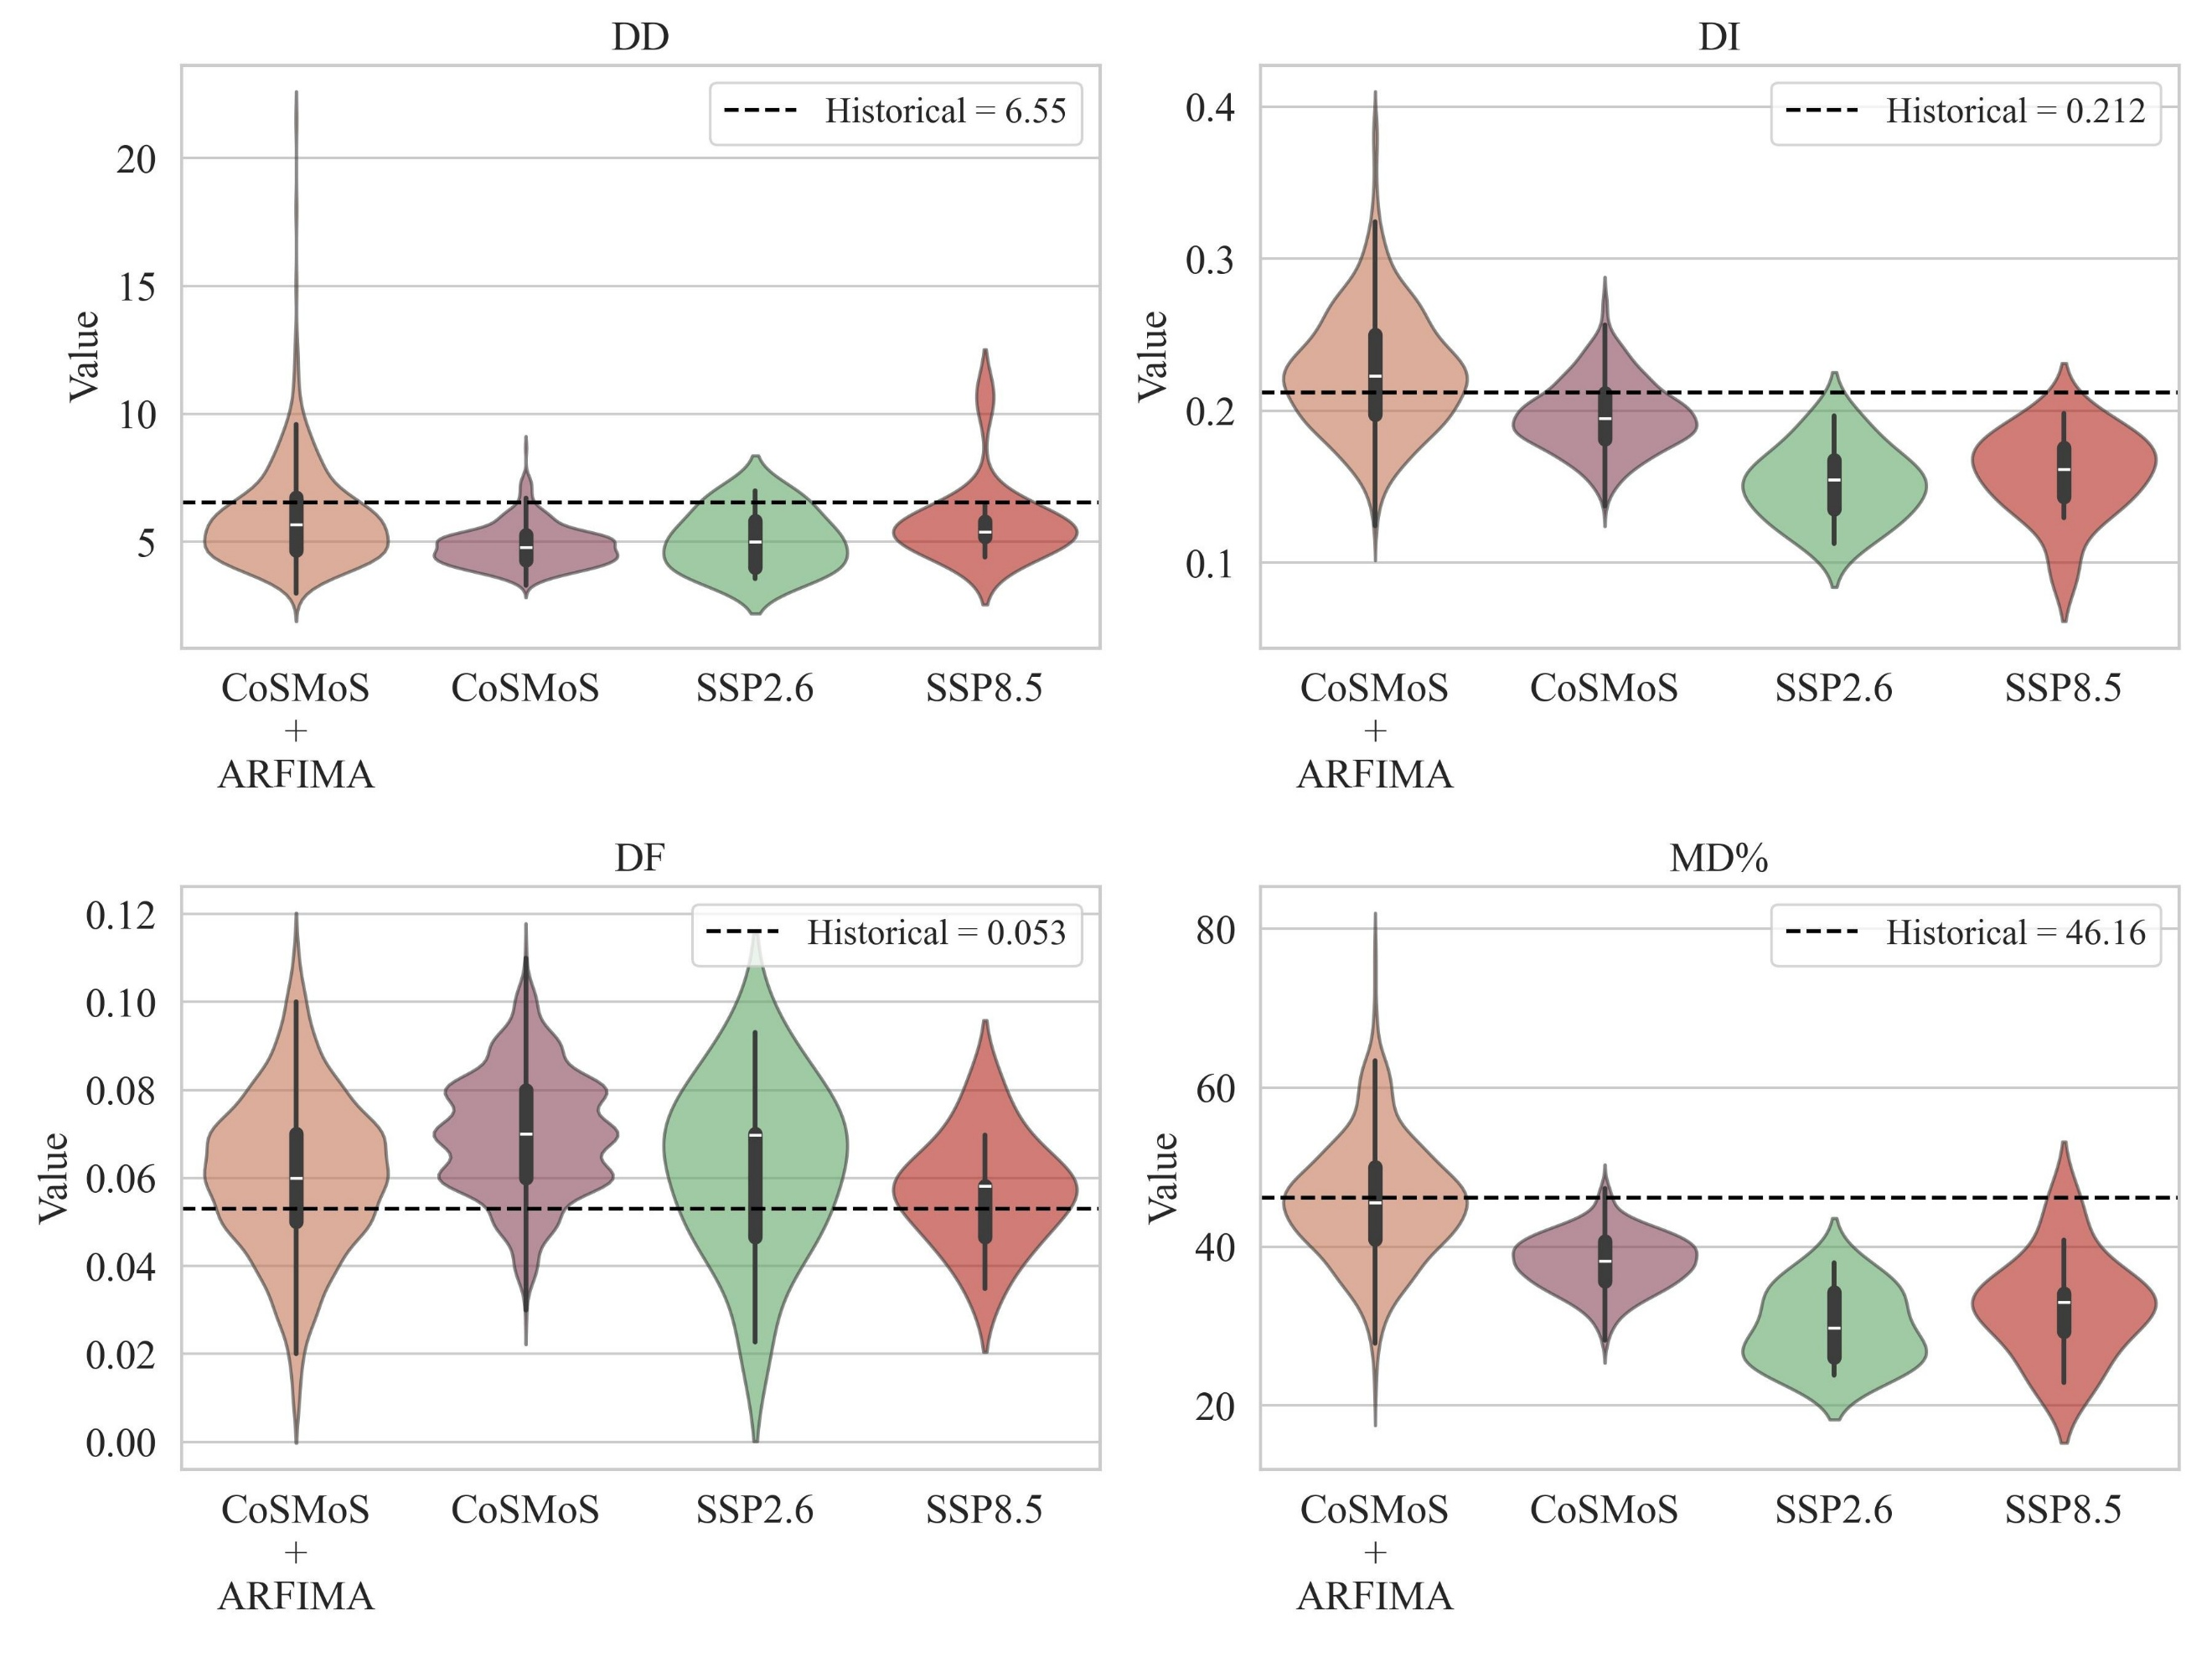 DD
Historical = 6.55
20
15
10
5
Value
CoSMoS
+
ARFIMA
CoSMoS
SSP2.6
SSP8.5
DI
Historical = 0.212
0.4
0.3
0.2
0.1
Value
CoSMoS
+
ARFIMA
CoSMoS
SSP2.6
SSP8.5
DF
Historical = 0.053
0.12
0.10
0.08
0.06
0.04
0.02
0.00
Value
CoSMoS
+
ARFIMA
CoSMoS
SSP2.6
SSP8.5
MD%
Historical = 46.16
80
60
40
20
Value
CoSMoS
+
ARFIMA
CoSMoS
SSP2.6
SSP8.5